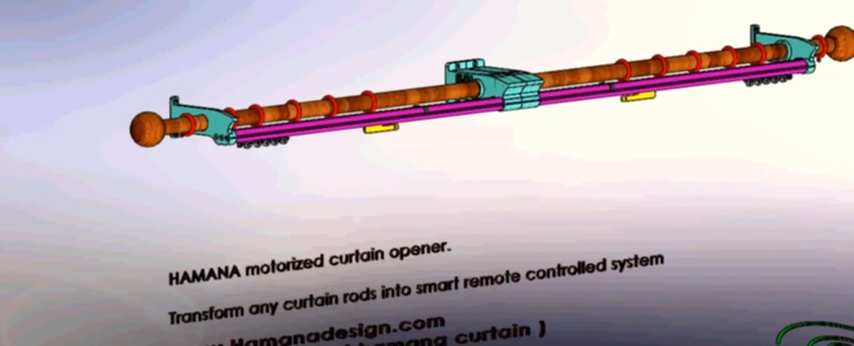 HAMANA motorized curtain opener.
Transform any curtain rods into smart remote controlled system
Hamanadesign.com
curtain )